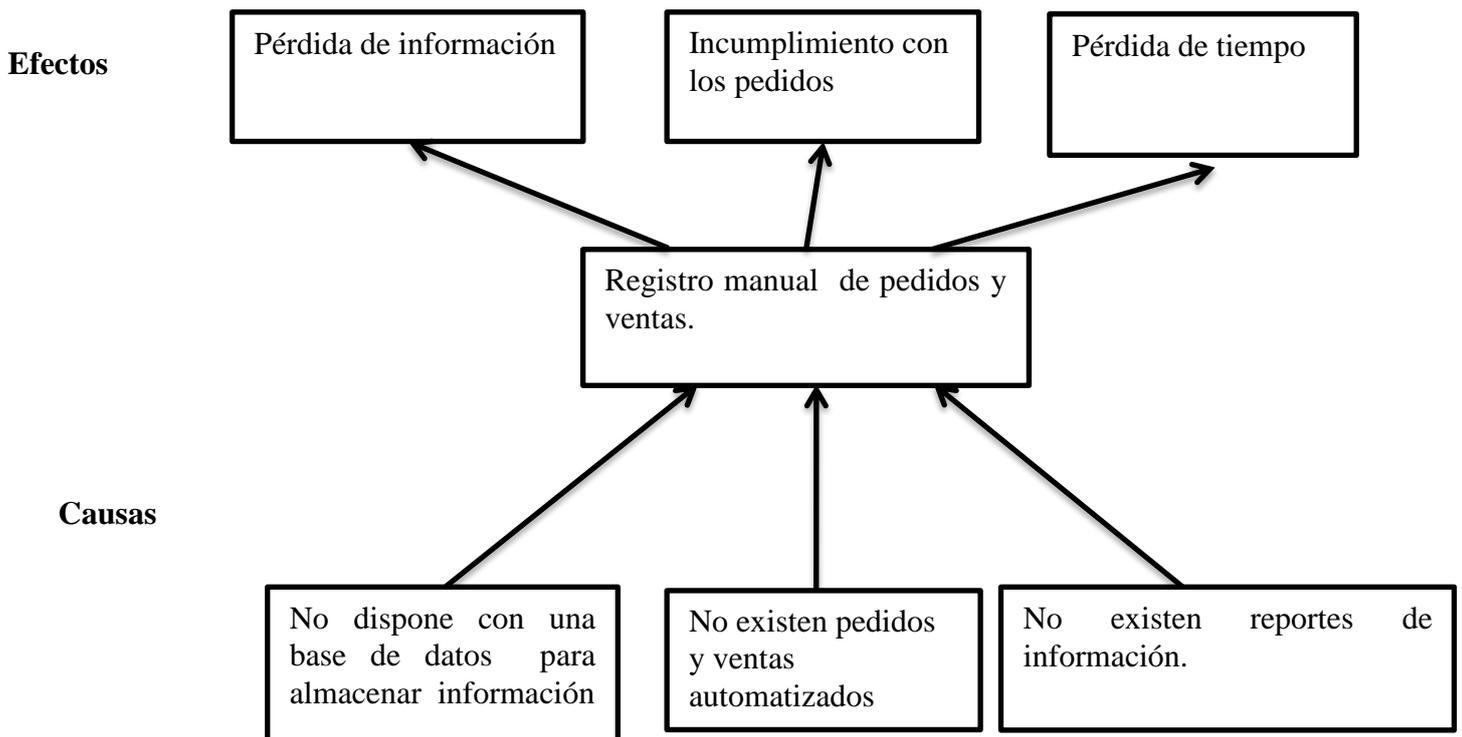 Efectos
Pérdida de información
Incumplimiento con
los pedidos
Pérdida de tiempo
Registro manual de pedidos y
ventas.
Causas
No dispone con una
base de datos para
almacenar información
No existen pedidos
y ventas
automatizados
No existen reportes de
información.